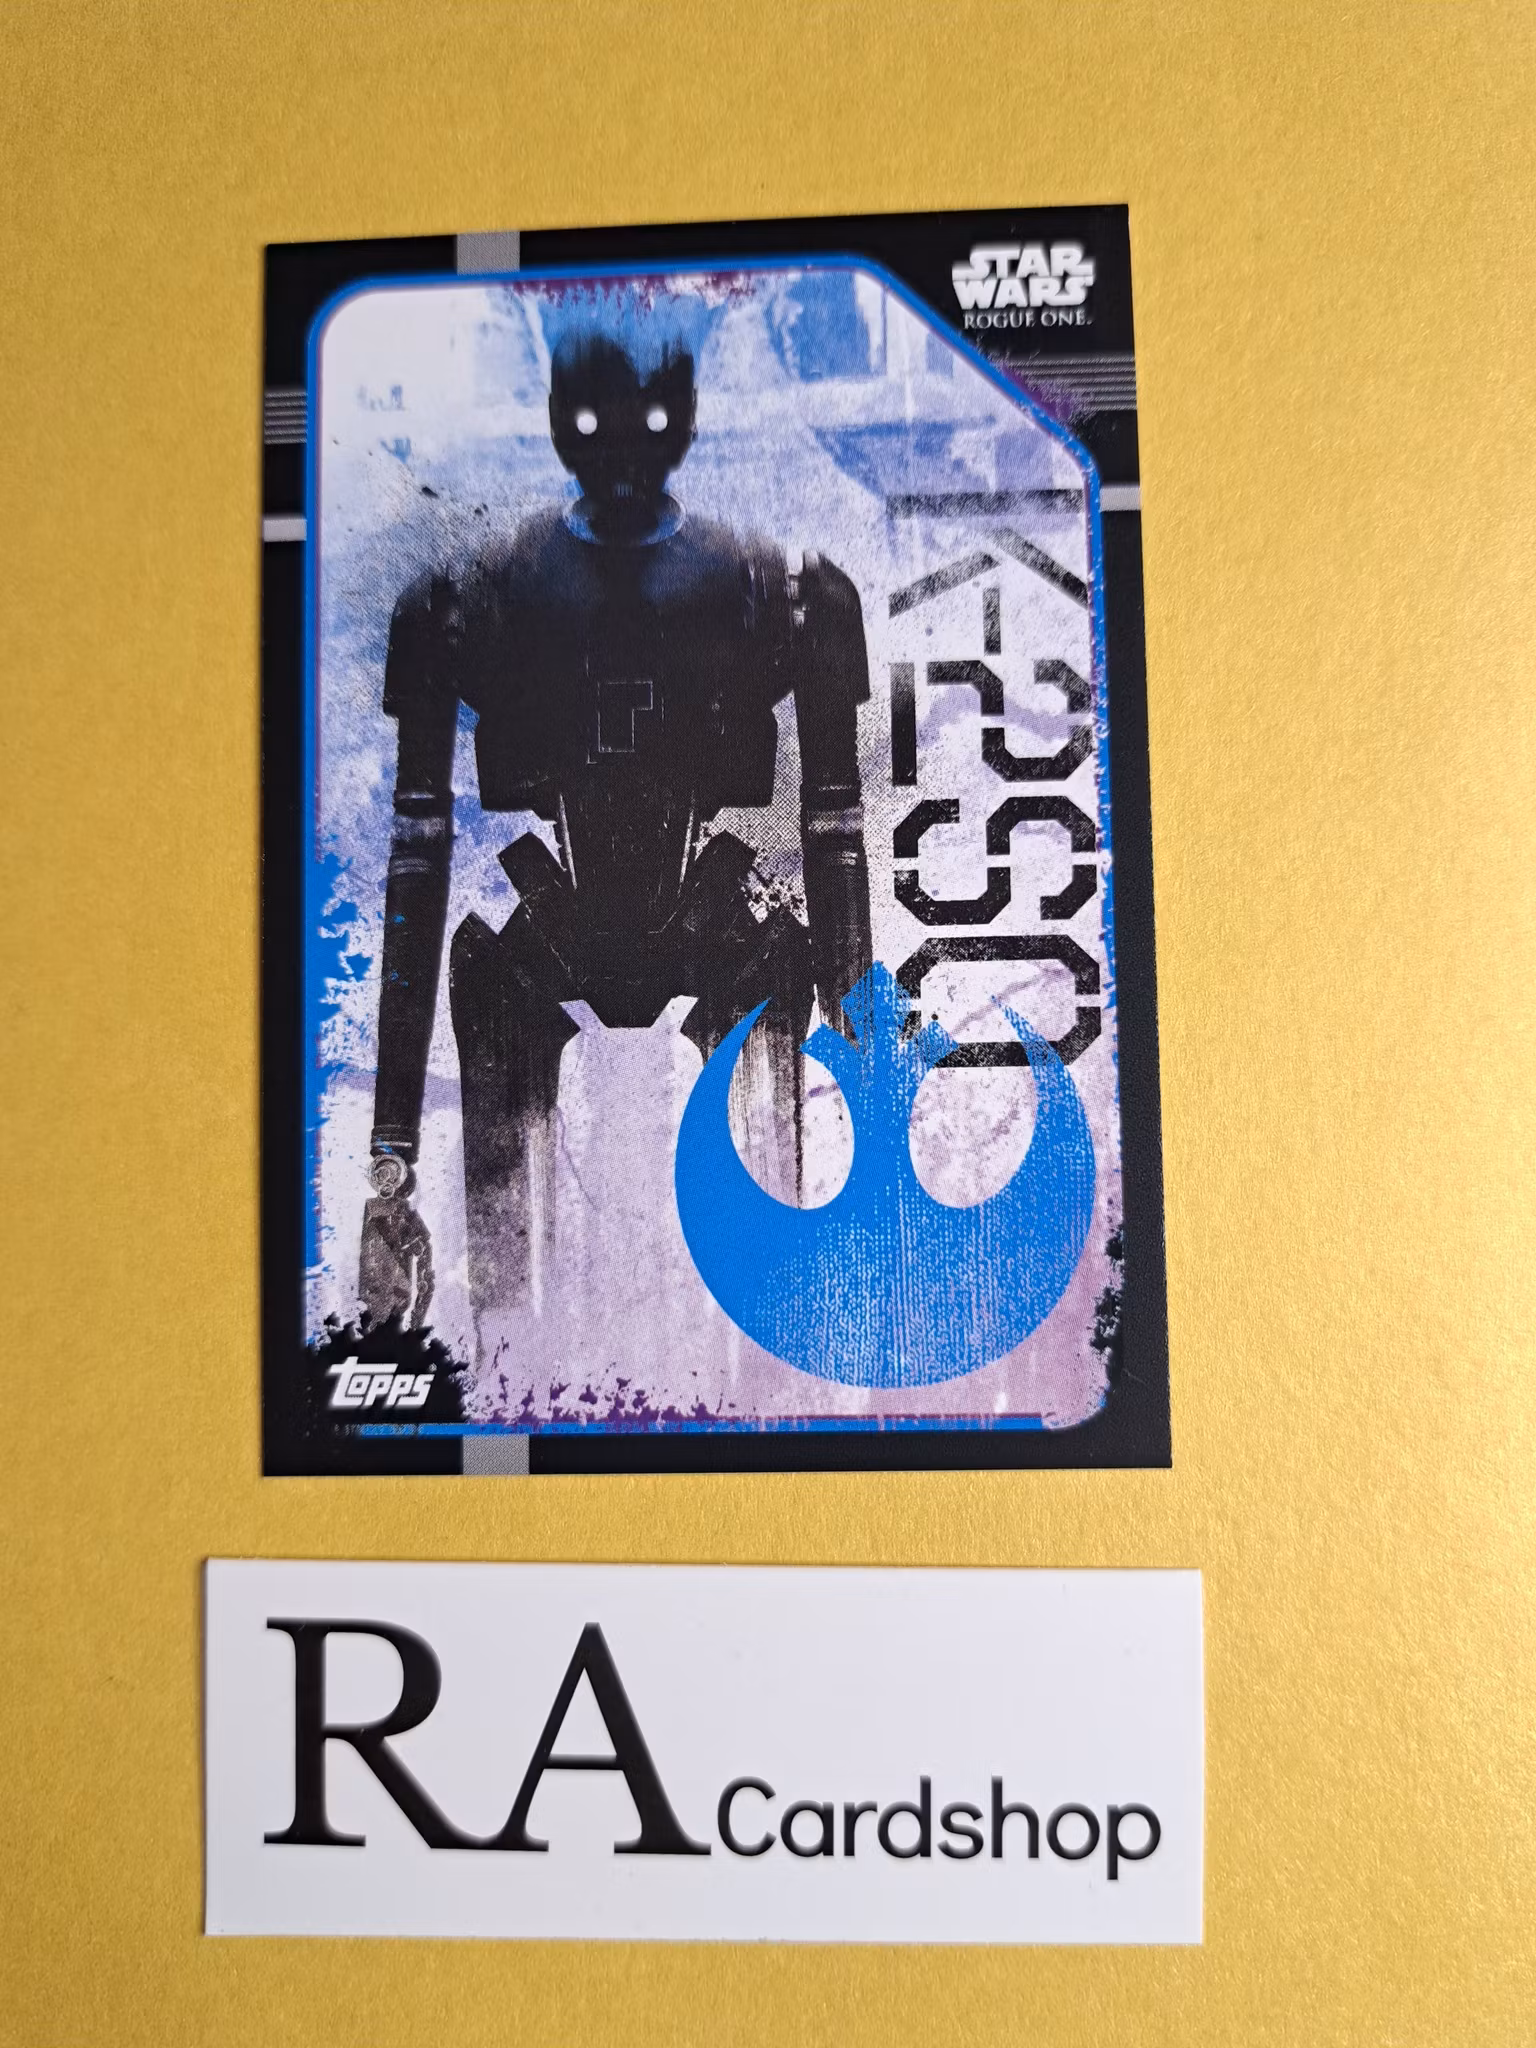 STAR
WARS
ROGUE ONE.
K-2SO
topps®
RA Cardshop